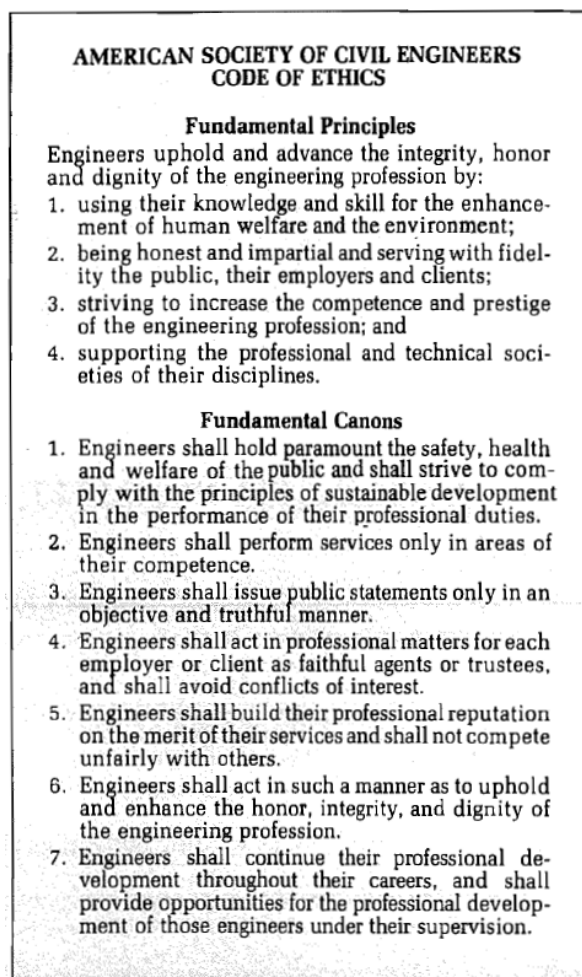 AMERICAN SOCIETY OF CIVIL ENGINEERS
CODE OF ETHICS
Fundamental Principles
Engineers uphold and advance the integrity, honor
and dignity of the engineering profession by:
1. using their knowledge and skill for the enhance-
ment of human welfare and the environment;
2. being honest and impartial and serving with fidel-
ity the public, their employers and clients;
3. striving to increase the competence and prestige
of the engineering profession; and
4. supporting the professional and technical soci-
eties of their disciplines.
Fundamental Canons
1. Engineers shall hold paramount the safety, health
and welfare of the public and shall strive to com-
ply with the principles of sustainable development
in the performance of their professional duties.
2. Engineers shall perform services only in areas of
their competence.
3. Engineers shall issue public statements only in an
objective and truthful manner.
4. Engineers shall act in professional matters for each
employer or client as faithful agents or trustees,
and shall avoid conflicts of interest.
5. Engineers shall build their professional reputation
on the merit of their services and shall not compete
unfairly with others.
6. Engineers shall act in such a manner as to uphold
and enhance the honor, integrity, and dignity of
the engineering profession.
7. Engineers shall continue their professional de-
velopment throughout their careers, and shall
provide opportunities for the professional develop-
ment of those engineers under their supervision.